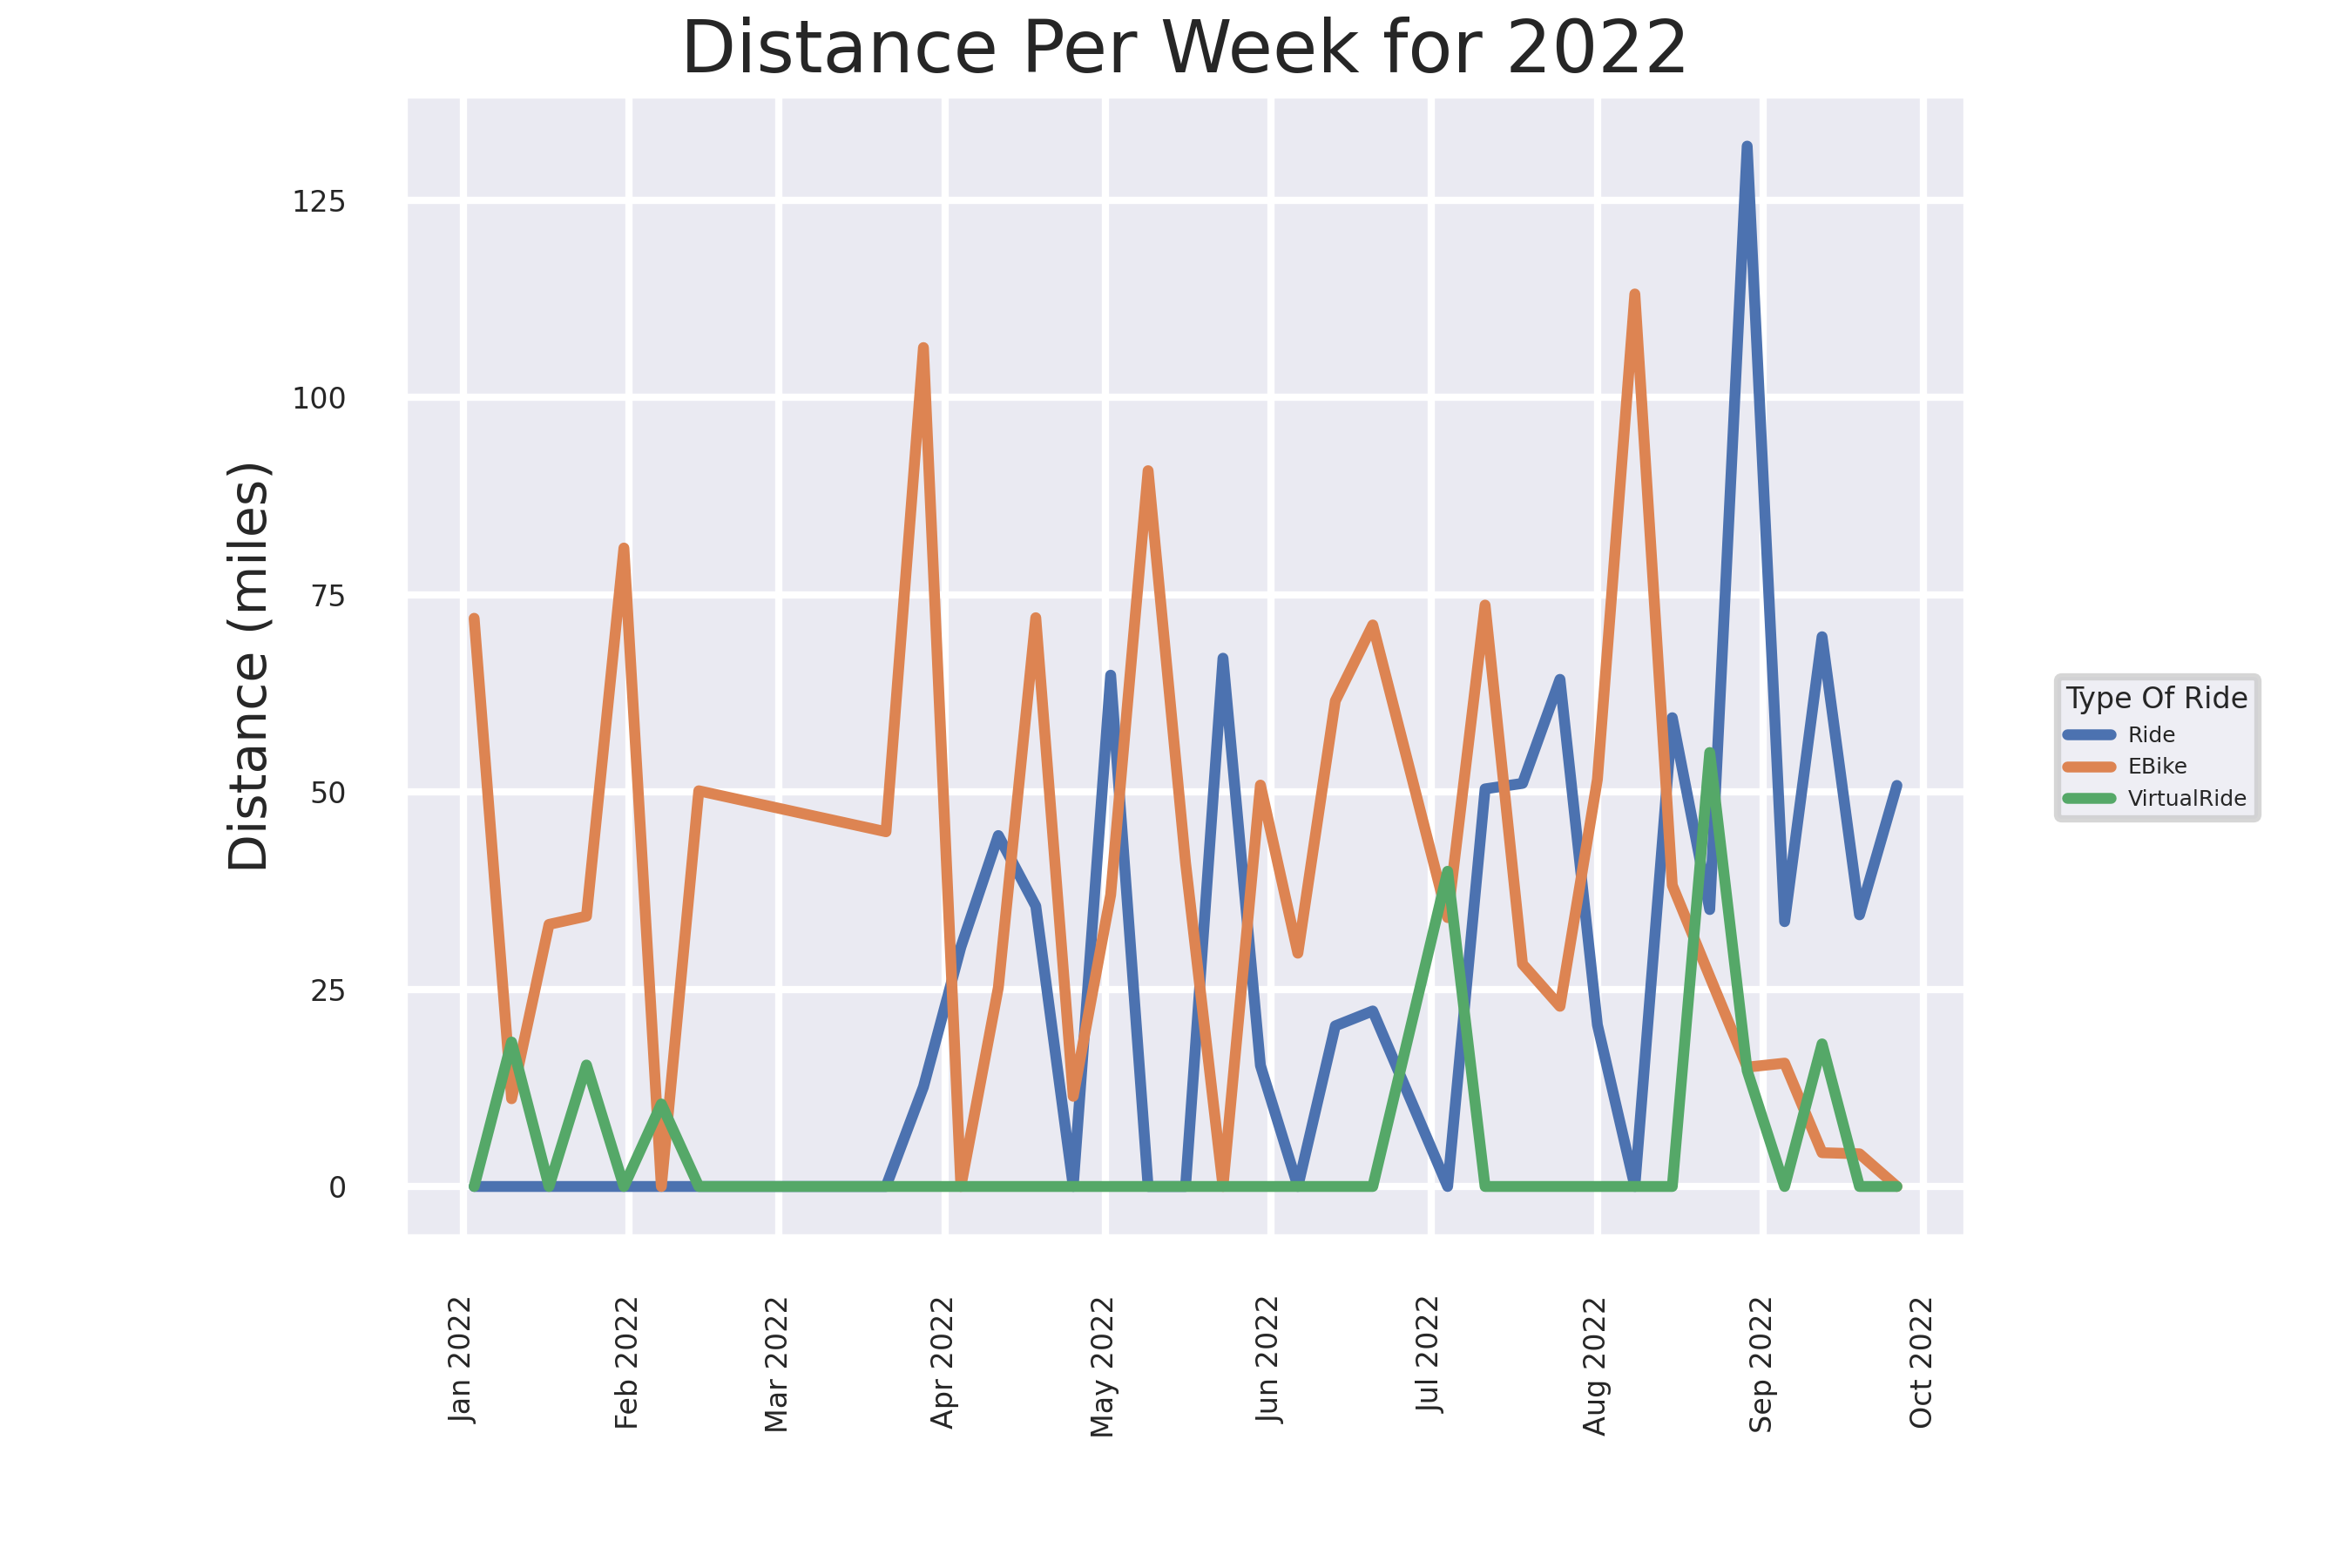 Distance Per Week for 2022
Distance (miles)
125
100
75
50
25
0
Jan 2022
Feb 2022
Mar 2022
Apr 2022
May 2022
Jun 2022
Jul 2022
Aug 2022
Sep 2022
Oct 2022
Type Of Ride
Ride
EBike
VirtualRide